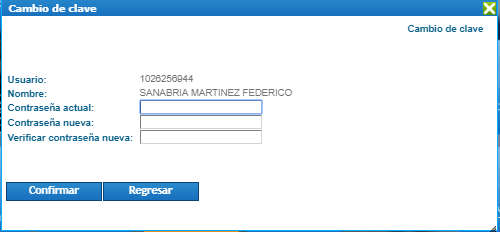 Cambio de clave
Cambio de clave
Usuario: 1026256944
Nombre: SANABRIA MARTINEZ FEDERICO
Contraseña actual:
Contraseña nueva:
Verificar contraseña nueva:
Confirmar Regresar